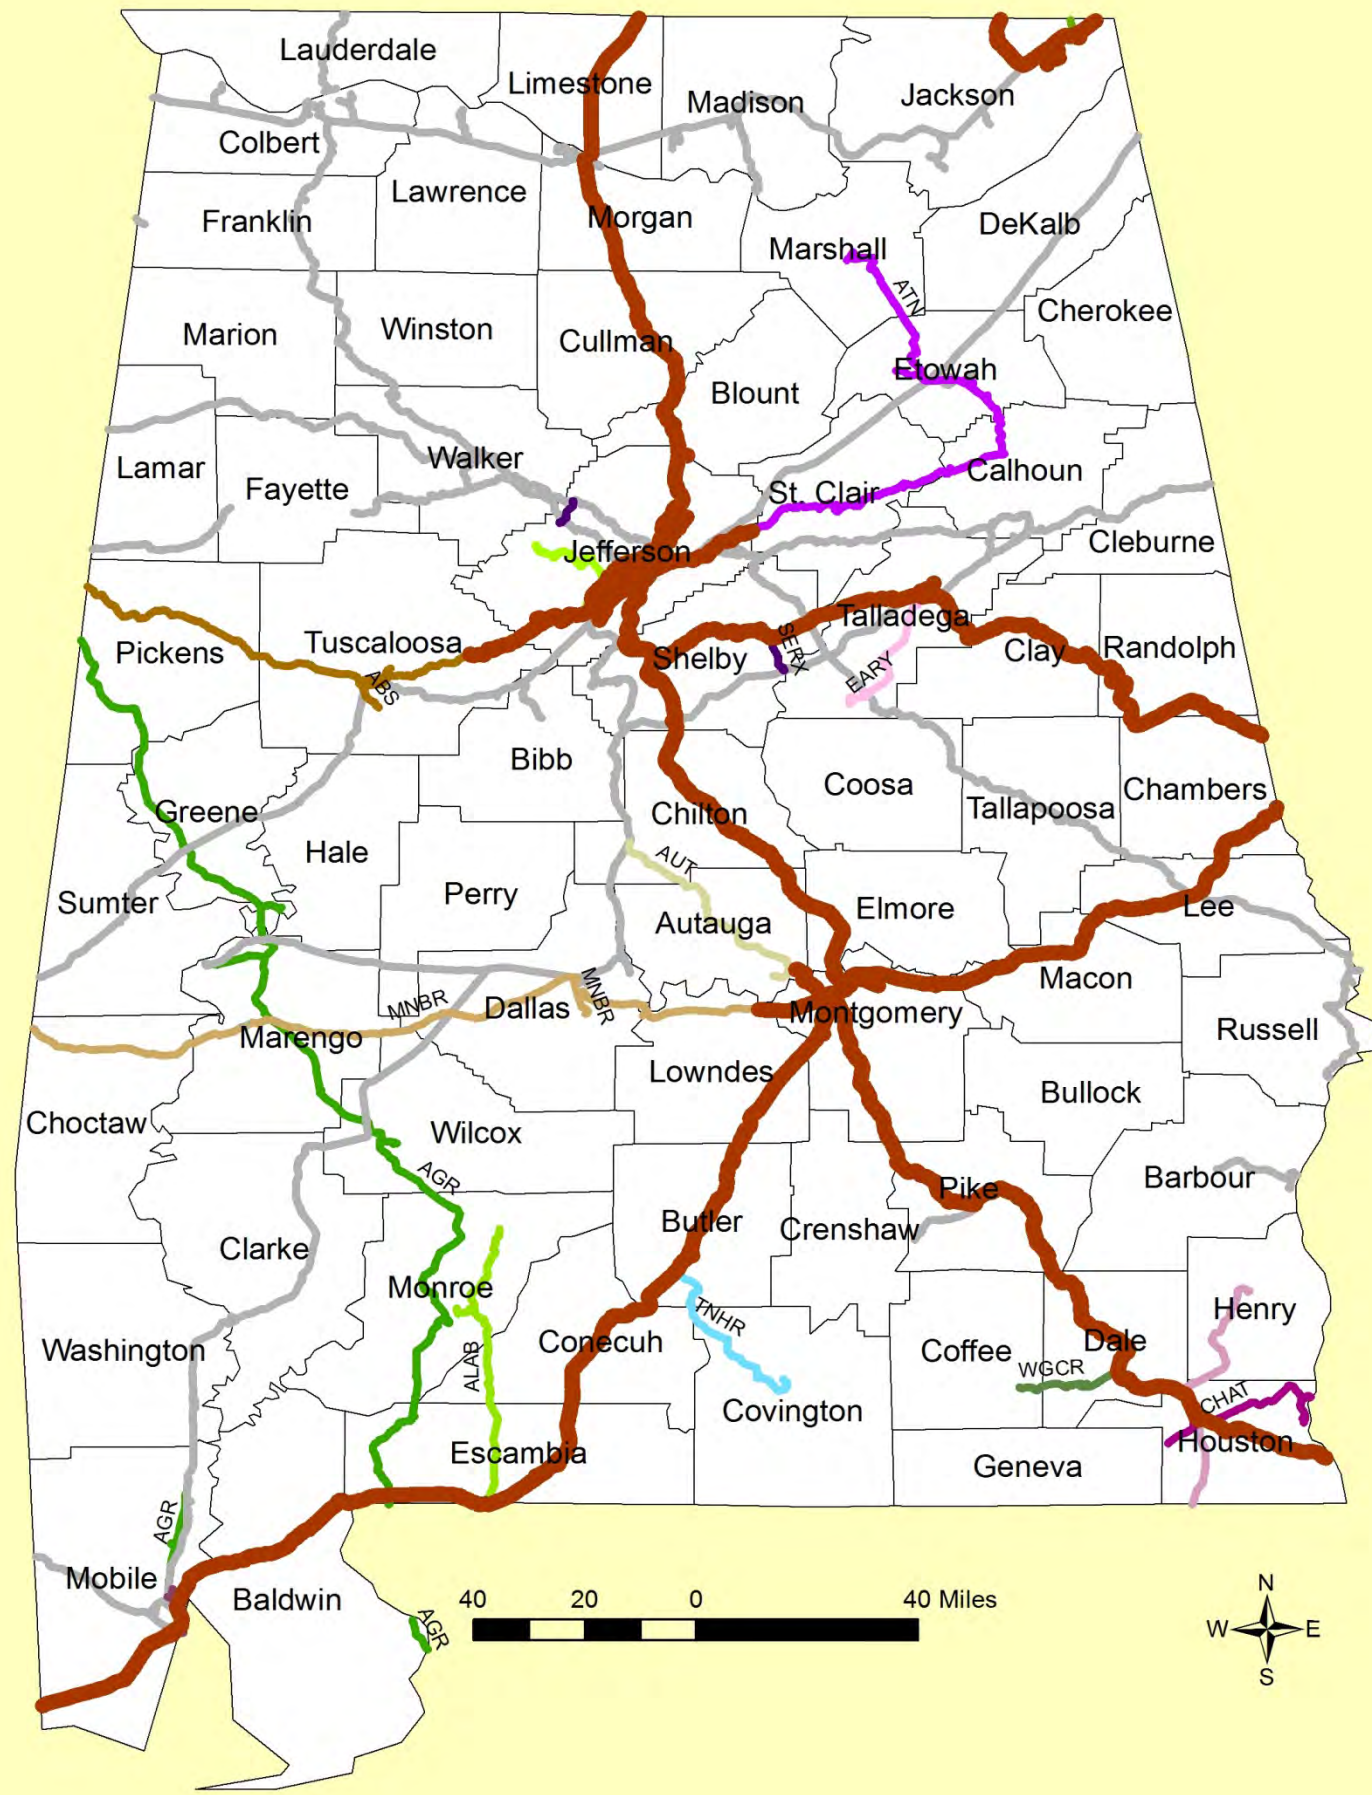 Lauderdale
Limestone
Madison
Jackson
Colbert
Lawrence
Franklin
Morgan
DeKalb
Marshall
ATN
Cherokee
Marion
Winston
Cullman
Etowah
Blount
Walker
Lamar
Fayette
St. Clair
Calhoun
Jefferson
Cleburne
Talladega
Pickens
Tuscaloosa
Shelby
SERX
Clay
Randolph
EARY
ABS
Bibb
Coosa
Chambers
Greene
Chilton
Tallapoosa
Hale
AUT
Perry
Sumter
Autauga
Elmore
Lee
Macon
MNBR
Dallas
MNBR
Montgomery
Marengo
Russell
Lowndes
Bullock
Choctaw
Wilcox
AGR
Barbour
Pike
Butler
Crenshaw
Clarke
Monroe
Henry
TNHR
Washington
Conecuh
Coffee
Dale
ALAB
WGCR
CHAT
Covington
Escambia
Houston
Geneva
AGR
Mobile
Baldwin
AGR
40 20 0 40 Miles
N
W E
S